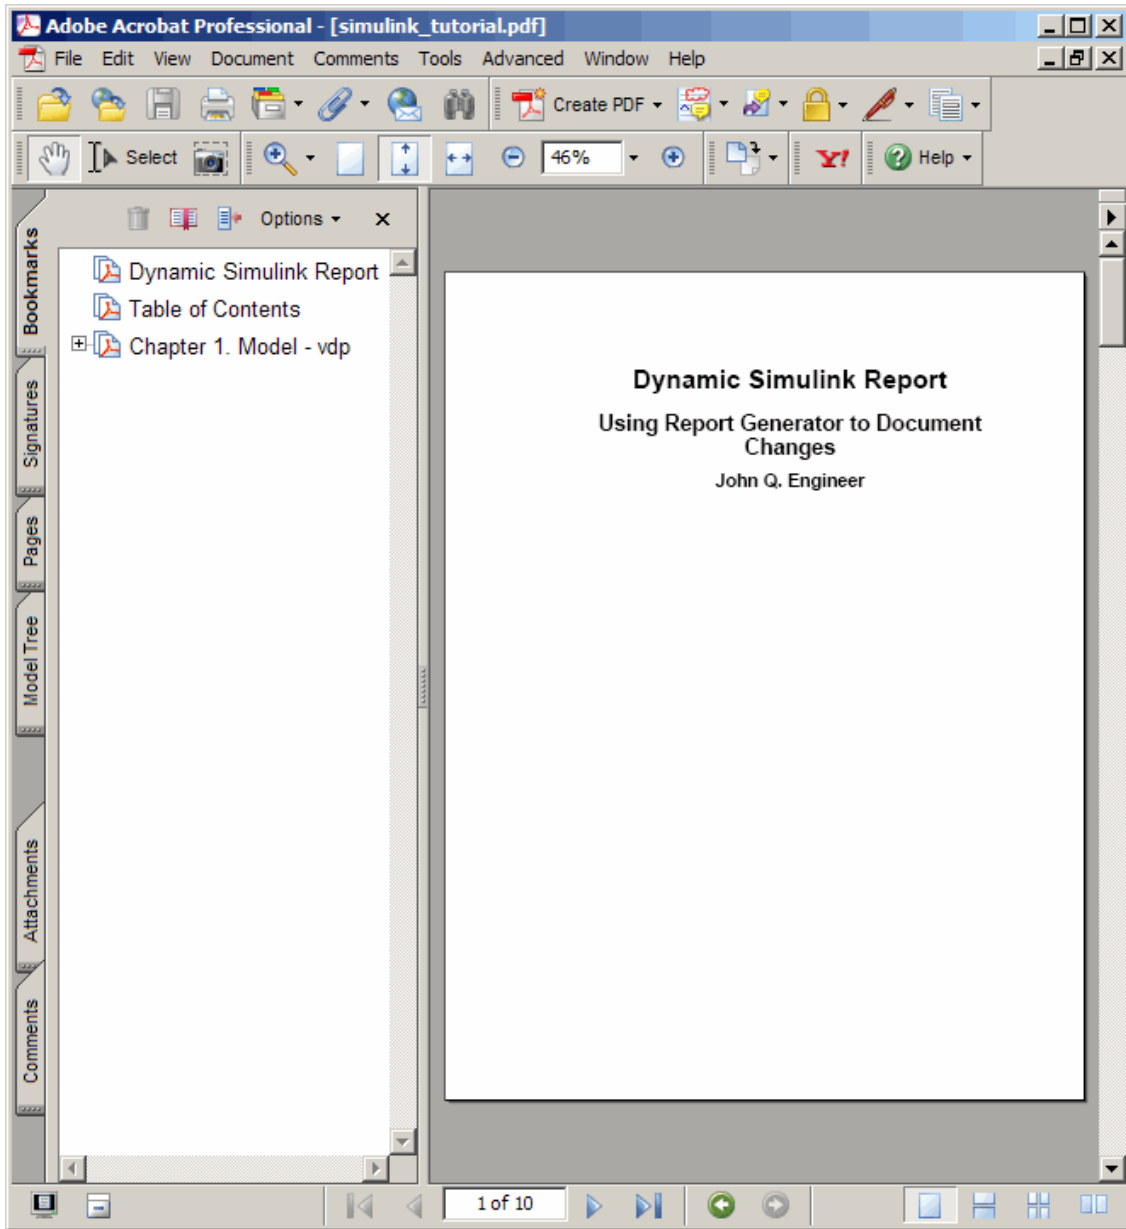 Adobe Acrobat Professional - [simulink_tutorial.pdf]
File Edit View Document Comments Tools Advanced Window Help
Create PDF
Select 46% Y! Help
Options
Bookmarks
Signatures
Pages
Model Tree
Attachments
Comments
Dynamic Simulink Report
Table of Contents
Chapter 1. Model - vdp
Dynamic Simulink Report
Using Report Generator to Document
Changes
John Q. Engineer
1 of 10